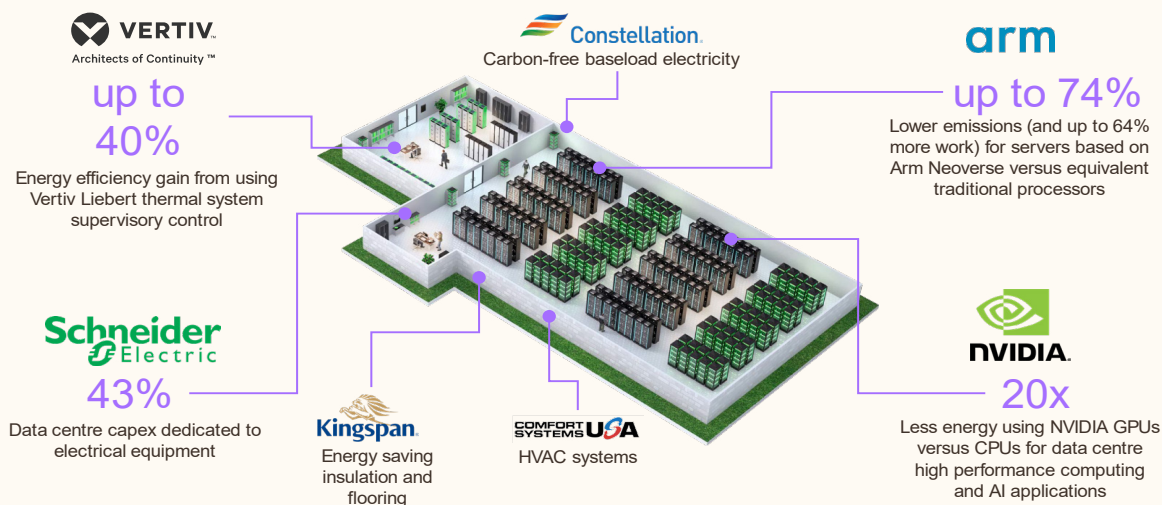 VERTIV™
Architects of Continuity ™
up to
40%
Energy efficiency gain from using
Vertiv Liebert thermal system
supervisory control
Constellation.
Carbon-free baseload electricity
arm
up to 74%
Lower emissions (and up to 64%
more work) for servers based on
Arm Neoverse versus equivalent
traditional processors
Schneider
Electric
43%
Data centre capex dedicated to
electrical equipment
Kingspan.
Energy saving
insulation and
flooring
COMFORT
SYSTEMS USA
HVAC systems
NVIDIA.
20x
Less energy using NVIDIA GPUs
versus CPUs for data centre
high performance computing
and AI applications